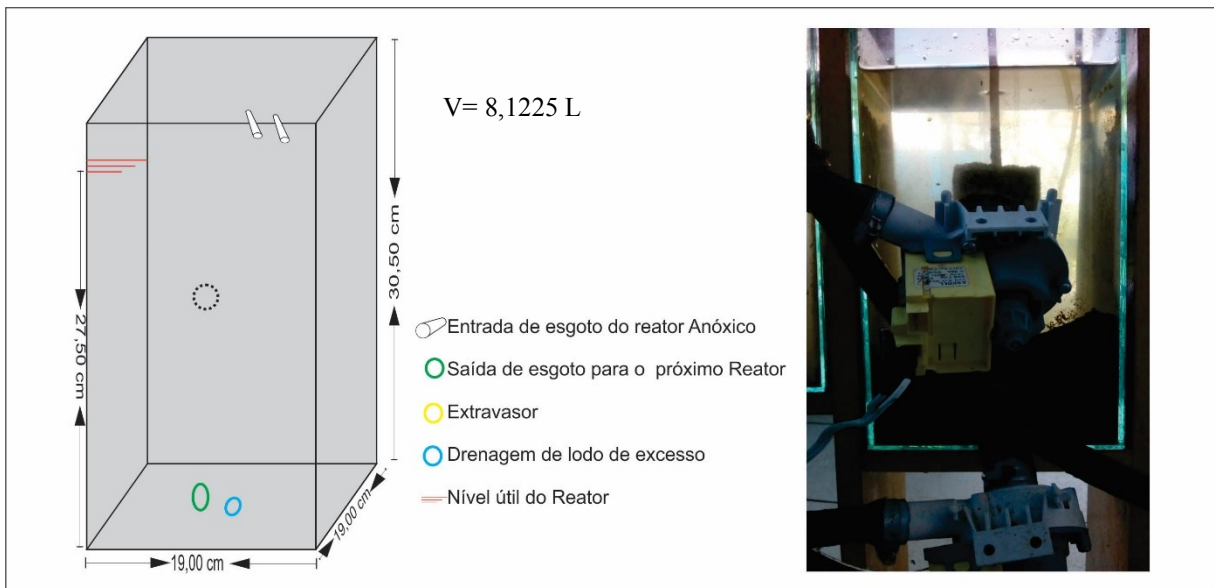 V= 8,1225 L
30,50 cm
27,50 cm
Entrada de esgoto do reator Anóxico
Saída de esgoto para o próximo Reator
Extravasor
Drenagem de lodo de excesso
Nível útil do Reator
19,00 cm
19,00 cm